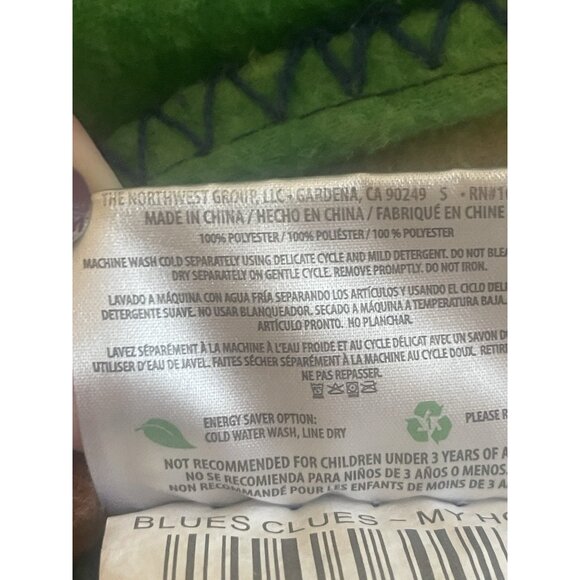 THE NORTHWEST GROUP, LLC • GARDENA, CA 90249 S • RN#
MADE IN CHINA / HECHO EN CHINA / FABRIQUÉ EN CHINE
100% POLYESTER / 100% POLIÉSTER / 100 % POLYESTER
MACHINE WASH COLD SEPARATELY USING DELICATE CYCLE AND MILD DETERGENT. DO NOT BLEA
DRY SEPARATELY ON GENTLE CYCLE. REMOVE PROMPTLY. DO NOT IRON.
LAVADO A MÁQUINA CON AGUA FRÍA SEPARANDO LOS ARTÍCULOS Y USANDO EL CICLO DELI
DETERGENTE SUAVE. NO USAR BLANQUEADOR. SECADO A MÁQUINA A TEMPERATURA BAJA.
ARTÍCULO PRONTO. NO PLANCHAR.
LAVEZ SÉPARÉMENT À LA MACHINE À L'EAU FROIDE ET AU CYCLE DÉLICAT AVEC UN SAVON DO
UTILISER D'EAU DE JAVEL. FAITES SÉCHER SÉPARÉMENT À LA MACHINE AU CYCLE DOUX. RETIRE
NE PAS REPASSER.
ENERGY SAVER OPTION:
COLD WATER WASH, LINE DRY
PLEASE R
NOT RECOMMENDED FOR CHILDREN UNDER 3 YEARS OF A
NO SE RECOMIENDA PARA NIÑOS DE 3 AÑOS O MENOS.
NON RECOMMANDÉ POUR LES ENFANTS DE MOINS DE 3 A
BLUES CLUES – MY HO